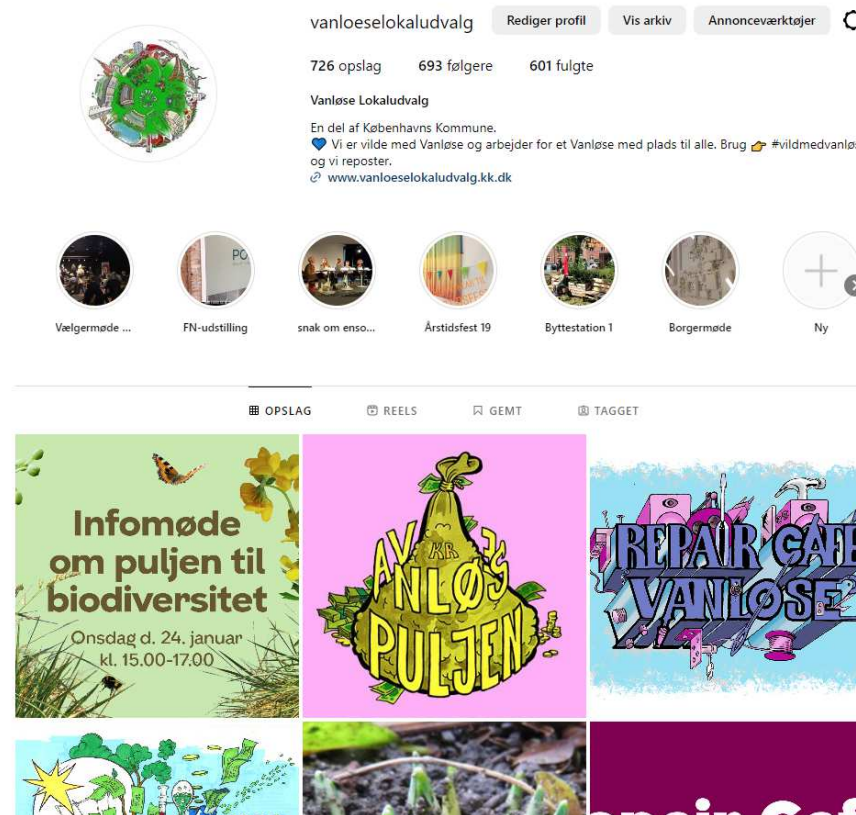 vanloeselokaludvalg Rediger profil Vis arkiv Annonceværktøjer
726 opslag 693 følgere 601 fulgte
Vanløse Lokaludvalg
En del af Københavns Kommune.
💙 Vi er vilde med Vanløse og arbejder for et Vanløse med plads til alle. Brug 👉 #vildmedvanløs
og vi reposter.
www.vanloeselokaludvalg.kk.dk
PO
Vælgermøde ... FN-udstilling snak om enso... Årstidsfest 19 Byttestation 1 Borgermøde Ny
OPSLAG REELS GEMT TAGGET
Infomøde
om puljen til
biodiversitet
Onsdag d. 24. januar
kl. 15.00-17.00
KR
PULJEN
REPAIR CAFE
VANLØSE